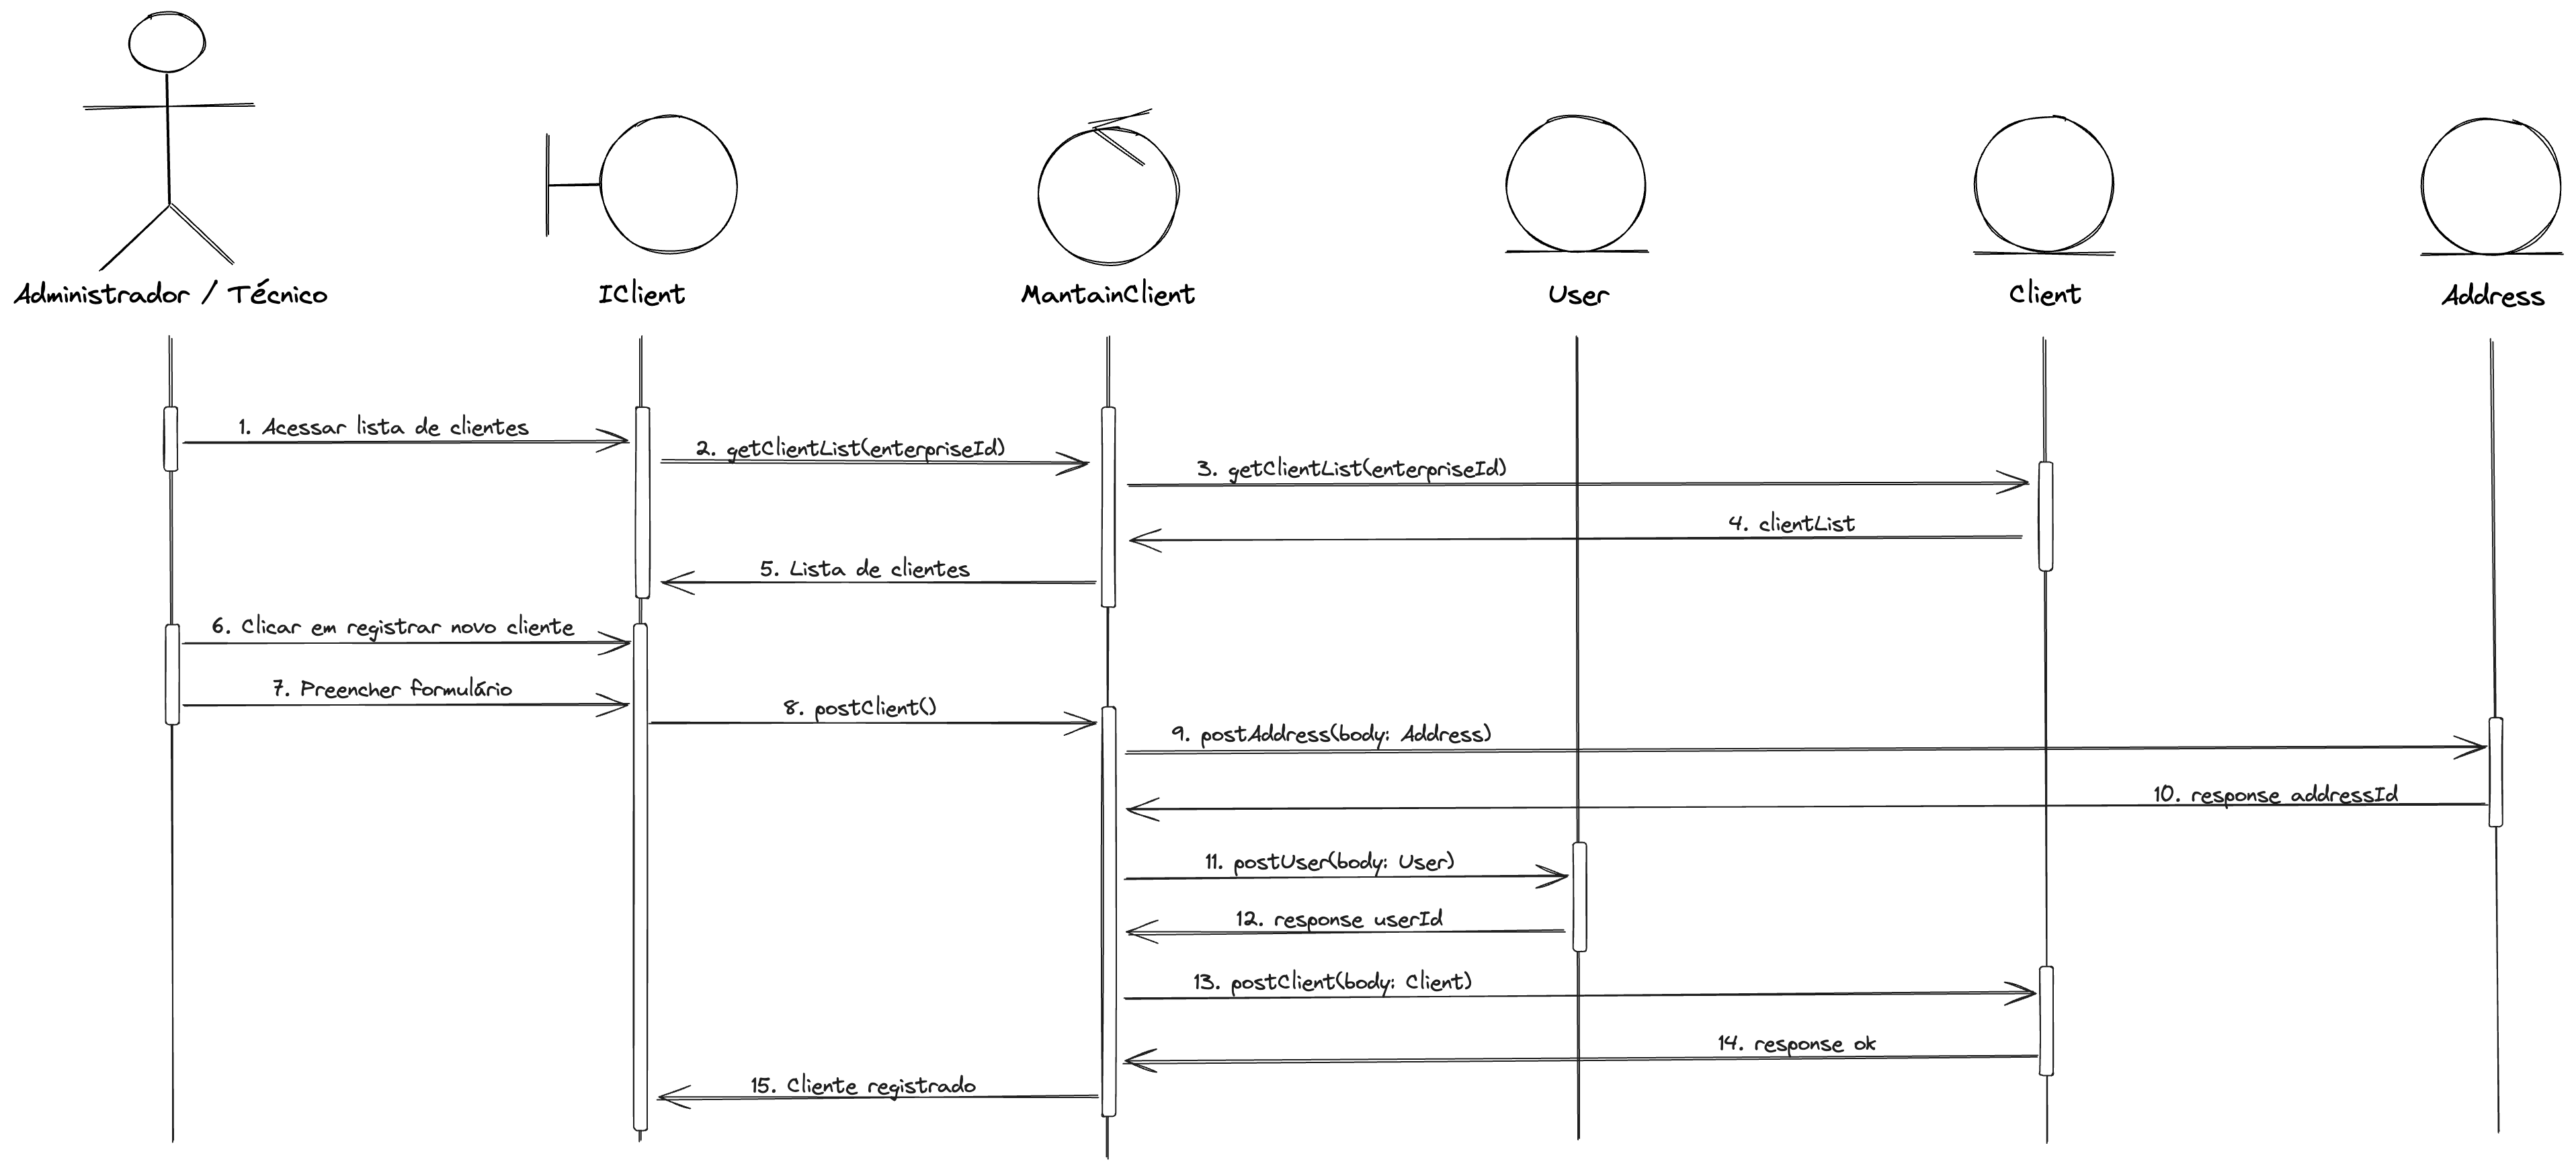 Administrador / Técnico
IClient
MantainClient
User
Client
Address
1. Acessar lista de clientes
2. getClientList(enterpriseId)
3. getClientList(enterpriseId)
4. clientList
5. Lista de clientes
6. Clicar em registrar novo cliente
7. Preencher formulário
8. postClient()
9. postAddress(body: Address)
10. response addressId
11. postUser(body: User)
12. response userId
13. postClient(body: Client)
14. response ok
15. Cliente registrado